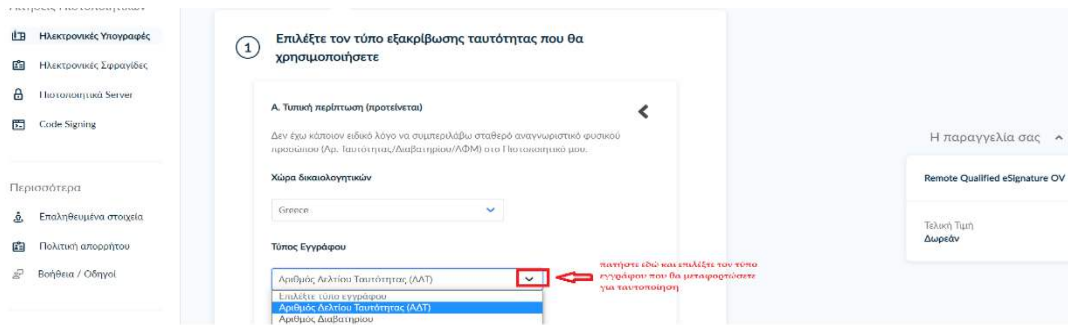 Ηλεκτρονικές Υπογραφές
Ηλεκτρονικές Σφραγίδες
Πιστοποιητικά Server
Code Signing
Περισσότερα
Επαληθευμένα στοιχεία
Πολιτική απορρήτου
Βοήθεια / Οδηγοί
1
Επιλέξτε τον τύπο εξακρίβωσης ταυτότητας που θα
χρησιμοποιήσετε
Α. Τυπική περίπτωση (προτείνεται)
Δεν έχω κάποιον ειδικό λόγο να συμπεριλάβω σταθερό αναγνωριστικό φυσικού
προσώπου (Αρ. Ταυτότητας/Διαβατηρίου/ΑΦΜ) στο Πιστοποιητικό μου.
Χώρα δικαιολογητικών
Greece
Τύπος Εγγράφου
Αριθμός Δελτίου Ταυτότητας (ΑΔΤ)
Επιλέξτε τύπο εγγράφου
Αριθμός Δελτίου Ταυτότητας (ΑΔΤ)
Αριθμός Διαβατηρίου
πατήστε εδώ και επιλέξτε τον τύπο
εγγράφου που θα μεταφορτώσετε
για ταυτοποίηση
Η παραγγελία σας
Remote Qualified eSignature OV
Τελική Τιμή
Δωρεάν